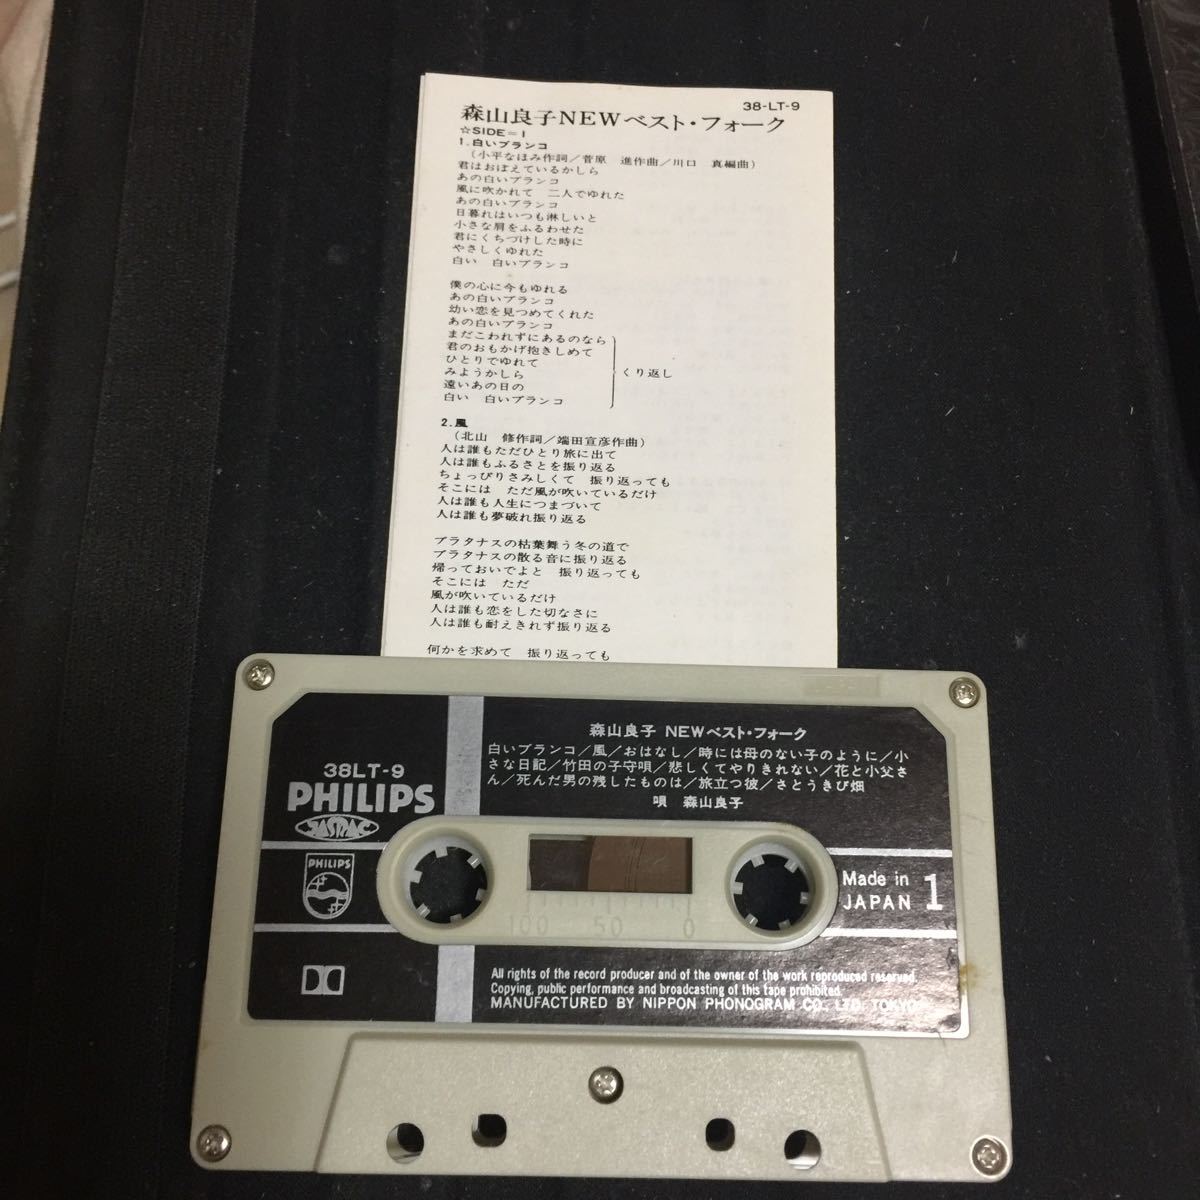 38-LT-9
森山良子NEWベスト・フォーク
☆SIDE=1
1.白いブランコ
(小平なほみ作詞/菅原 進作曲/川口 真編曲)
君はおぼえているかしら
あの白いブランコ
風に吹かれて 二人でゆれた
あの白いブランコ
日暮れはいつも淋しいと
小さな肩をふるわせた
君にくちづけした時に
やさしくゆれた
白い 白いブランコ
僕の心に今もゆれる
あの白いブランコ
幼い恋を見つめてくれた
あの白いブランコ
まだこわれずにあるのなら
君のおもかげ抱きしめて
ひとりでゆれて
みようかしら
遠いあの日の
白い 白いブランコ
くり返し
2.風
(北山 修作詞/端田宣彦作曲)
人は誰もただひとり旅に出て
人は誰もふるさとを振り返る
ちょっぴりさみしくて 振り返っても
そこには ただ風が吹いているだけ
人は誰も人生につまづいて
人は誰も夢破れ振り返る
プラタナスの枯葉舞う冬の道で
プラタナスの散る音に振り返る
帰っておいでよと 振り返っても
そこには ただ
風が吹いているだけ
人は誰も恋をした切なさに
人は誰も耐えきれず振り返る
何かを求めて 振り返っても
森山良子 NEWベスト・フォーク
白いブランコ/風/おはなし/時には母のない子のように/小
さな日記/竹田の子守唄/悲しくてやりきれない/花と小父さ
ん/死んだ男の残したものは/旅立つ彼/さとうきび畑
唄 森山良子
38LT-9
PHILIPS
JASRAC
PHILIPS
Made in
JAPAN
1
100 50 0
All rights of the record producer and of the owner of the work reproduced reserved.
Copying, public performance and broadcasting of this tape prohibited.
MANUFACTURED BY NIPPON PHONOGRAM CO., LTD. TOKYO